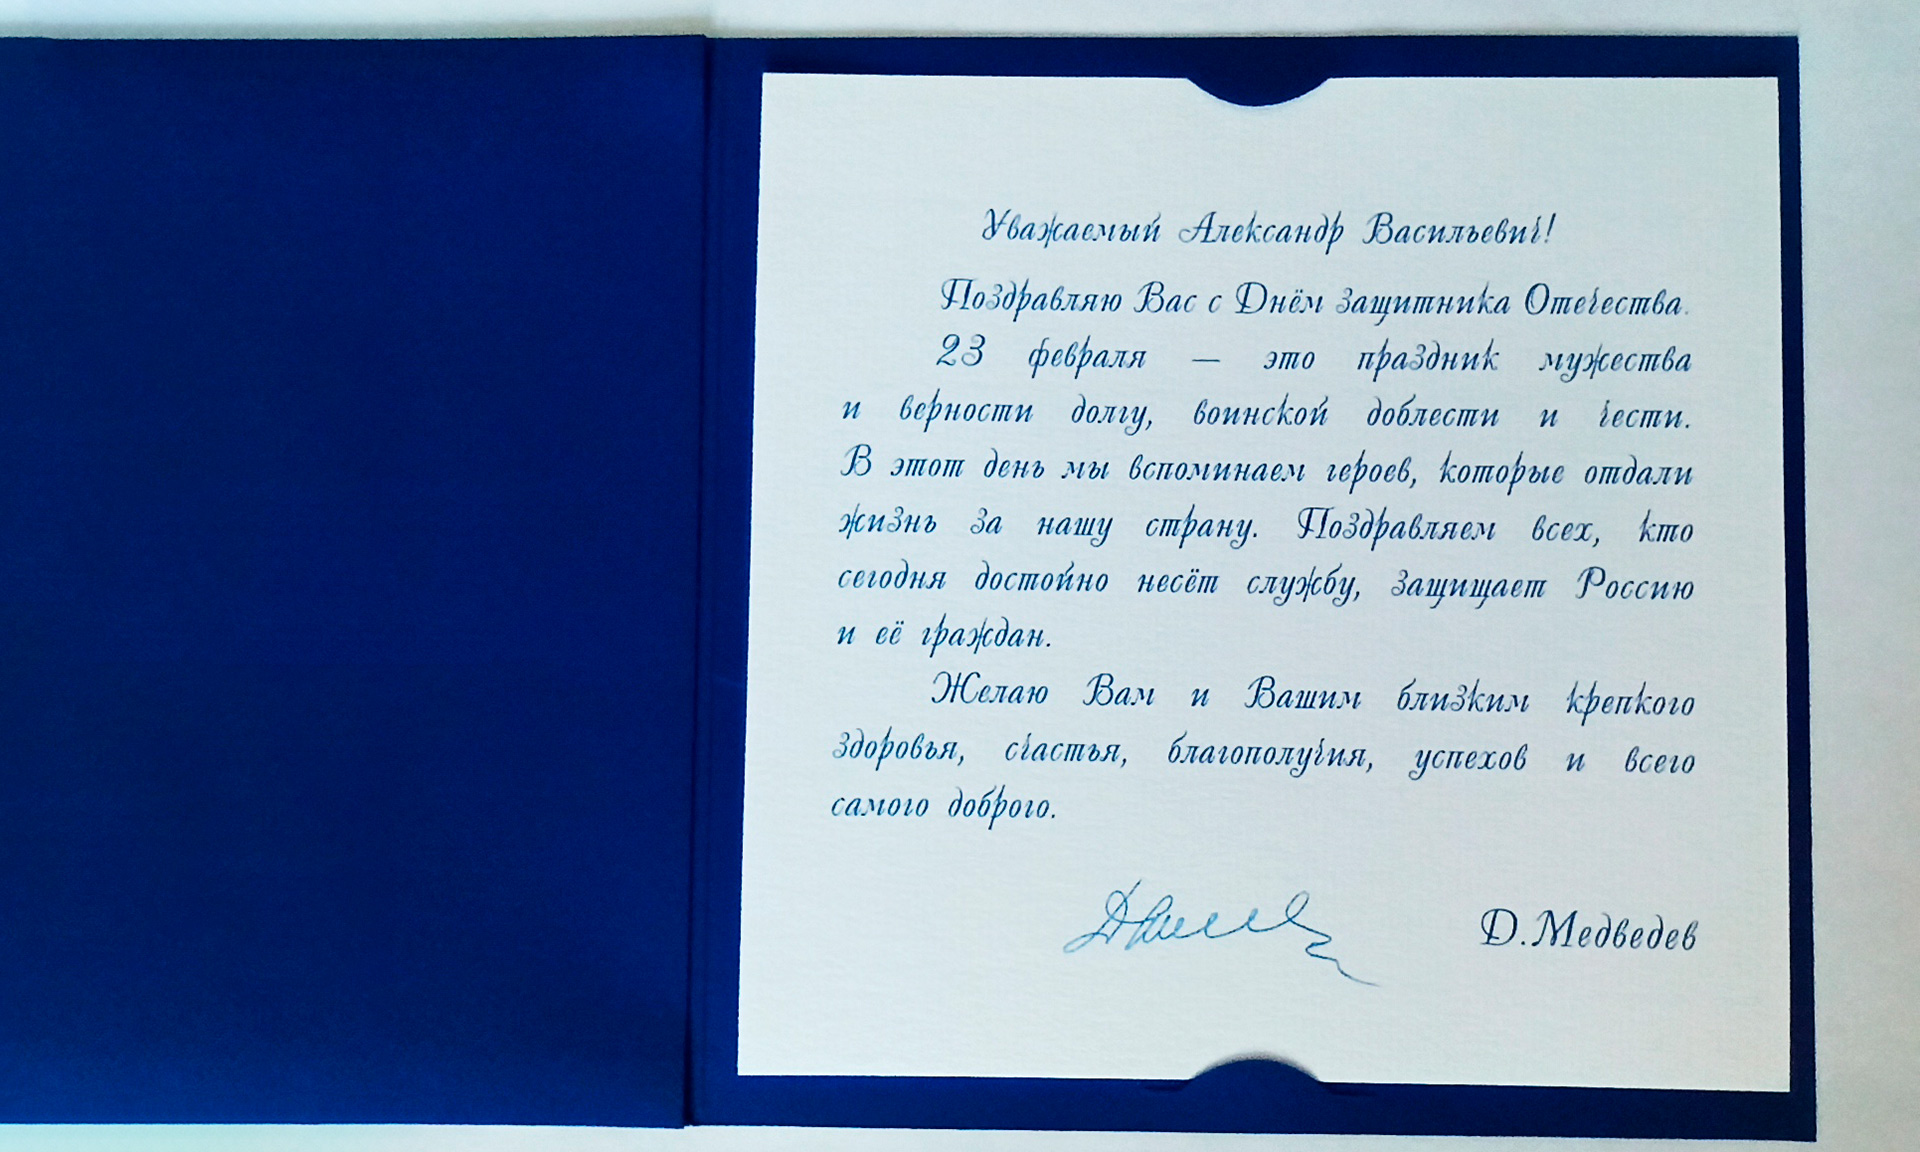 Уважаемый Александр Васильевич!
Поздравляю Вас с Днём защитника Отечества.
23 февраля — это праздник мужества
и верности долгу, воинской доблести и чести.
В этот день мы вспоминаем героев, которые отдали
жизнь за нашу страну. Поздравляем всех, кто
сегодня достойно несёт службу, защищает Россию
и её граждан.
Желаю Вам и Вашим близким крепкого
здоровья, счастья, благополучия, успехов и всего
самого доброго.
Д.Медведев